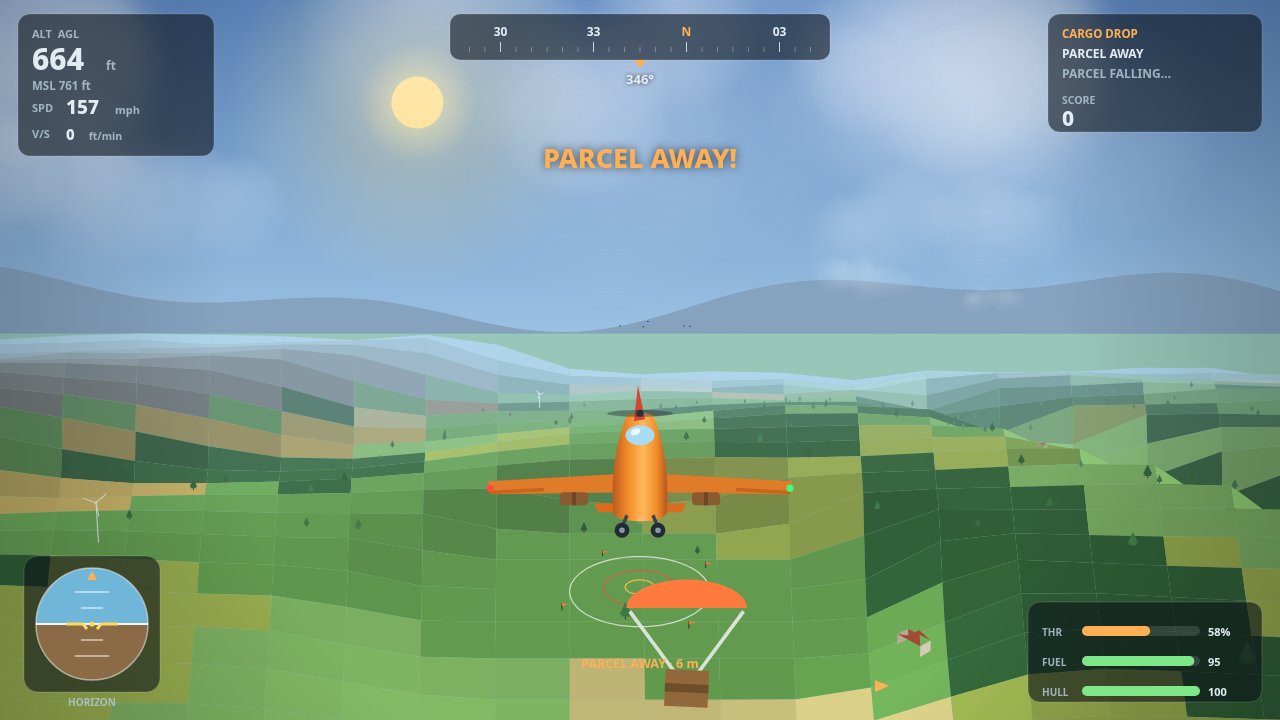 ALT AGL
664 ft
MSL 761 ft
SPD 157 mph
V/S 0 ft/min
30 33 N 03
346°
CARGO DROP
PARCEL AWAY
PARCEL FALLING...
SCORE
0
PARCEL AWAY!
PARCEL AWAY
6 m
HORIZON
THR 58%
FUEL 95
HULL 100